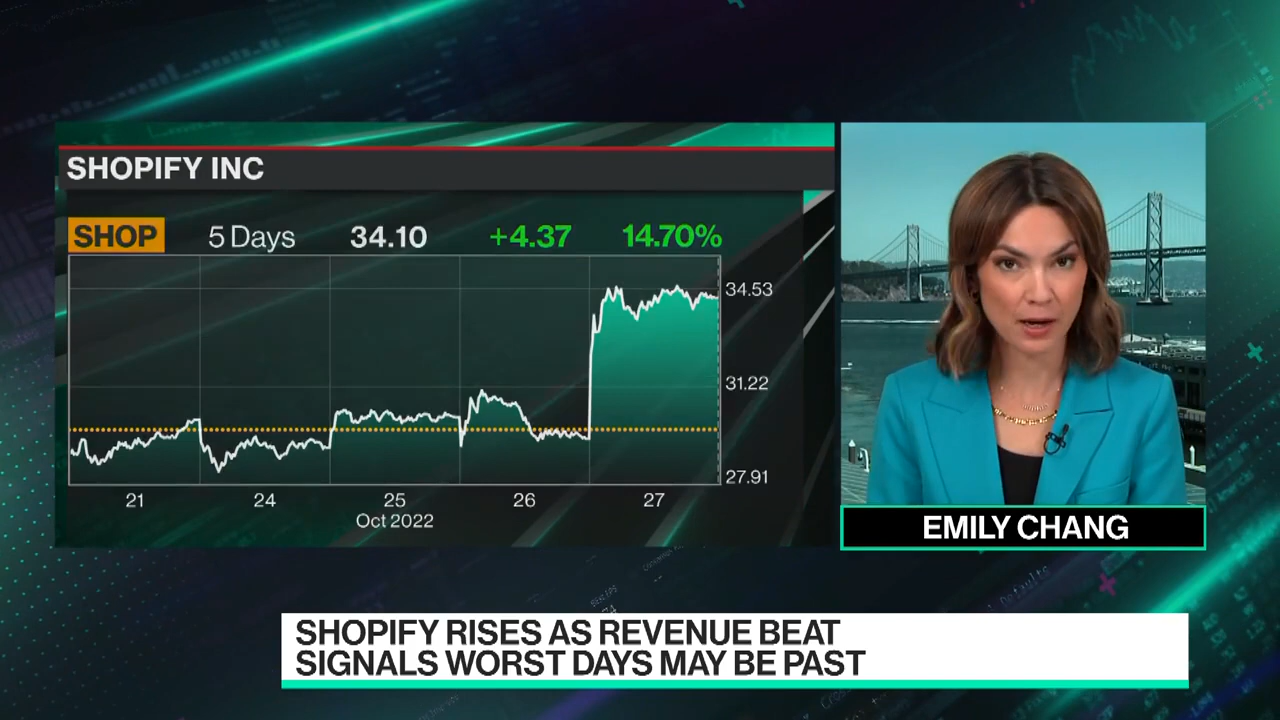 SHOPIFY INC
SHOP 5 Days 34.10 +4.37 14.70%
34.53
31.22
27.91
21 24 25 26 27
Oct 2022
EMILY CHANG
SHOPIFY RISES AS REVENUE BEAT
SIGNALS WORST DAYS MAY BE PAST